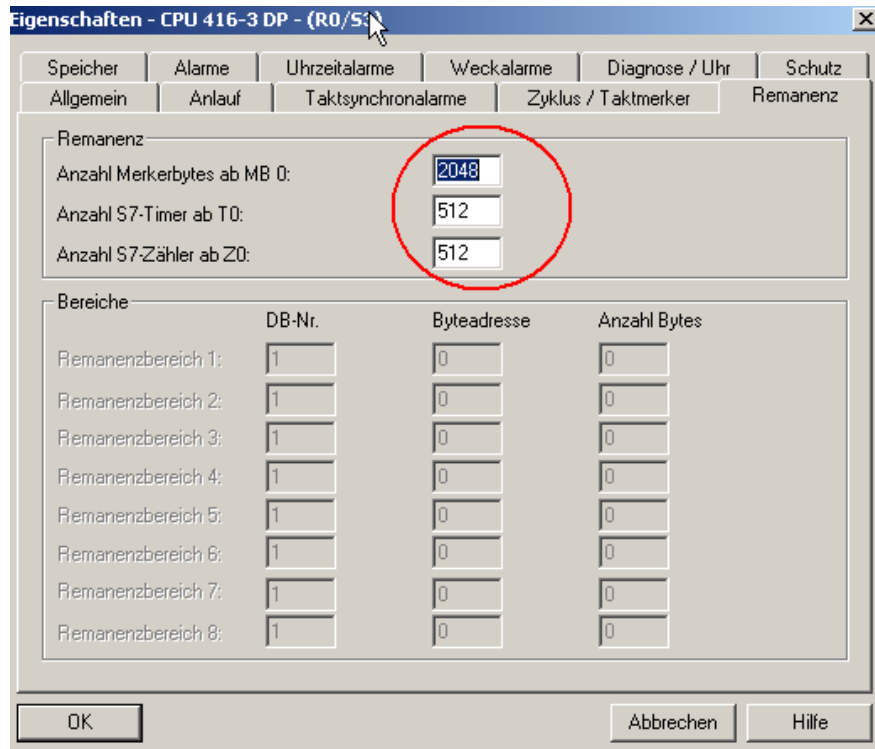 Eigenschaften - CPU 416-3 DP - (R0/S3)
Speicher Alarme Uhrzeitalarme Weckalarme Diagnose / Uhr Schutz
Allgemein Anlauf Taktsynchronalarme Zyklus / Taktmerker Remanenz
Remanenz
Anzahl Merkerbytes ab MB 0: 2048
Anzahl S7-Timer ab T0: 512
Anzahl S7-Zähler ab Z0: 512
Bereiche
DB-Nr. Byteadresse Anzahl Bytes
Remanenzbereich 1: 1 0 0
Remanenzbereich 2: 1 0 0
Remanenzbereich 3: 1 0 0
Remanenzbereich 4: 1 0 0
Remanenzbereich 5: 1 0 0
Remanenzbereich 6: 1 0 0
Remanenzbereich 7: 1 0 0
Remanenzbereich 8: 1 0 0
OK Abbrechen Hilfe